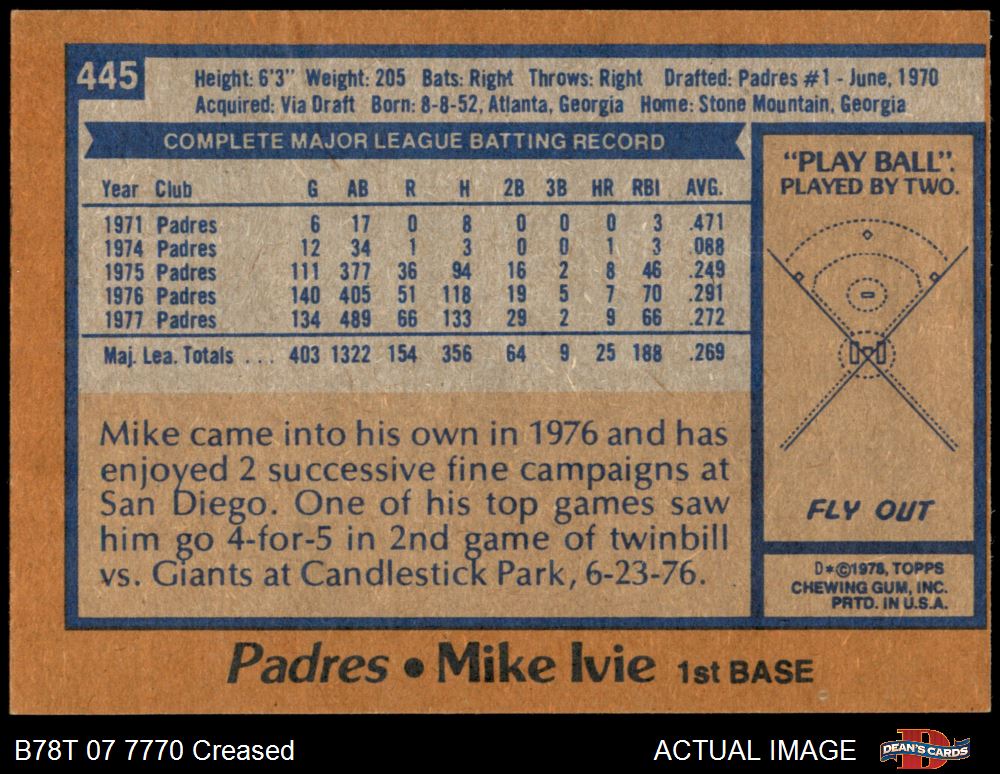 445
Height: 6'3" Weight: 205 Bats: Right Throws: Right Drafted: Padres #1 - June, 1970
Acquired: Via Draft Born: 8-8-52, Atlanta, Georgia Home: Stone Mountain, Georgia
COMPLETE MAJOR LEAGUE BATTING RECORD
Year Club G AB R H 2B 3B HR RBI AVG.
1971 Padres 6 17 0 8 0 0 0 3 .471
1974 Padres 12 34 1 3 0 0 1 3 .088
1975 Padres 111 377 36 94 16 2 8 46 .249
1976 Padres 140 405 51 118 19 5 7 70 .291
1977 Padres 134 489 66 133 29 2 9 66 .272
Maj. Lea. Totals . . . 403 1322 154 356 64 9 25 188 .269
Mike came into his own in 1976 and has
enjoyed 2 successive fine campaigns at
San Diego. One of his top games saw
him go 4-for-5 in 2nd game of twinbill
vs. Giants at Candlestick Park, 6-23-76.
"PLAY BALL".
PLAYED BY TWO.
FLY OUT
D*©1978, TOPPS
CHEWING GUM, INC.
PRTD. IN U.S.A.
Padres • Mike Ivie 1st BASE
B78T 07 7770 Creased
ACTUAL IMAGE
DEAN'S CARDS